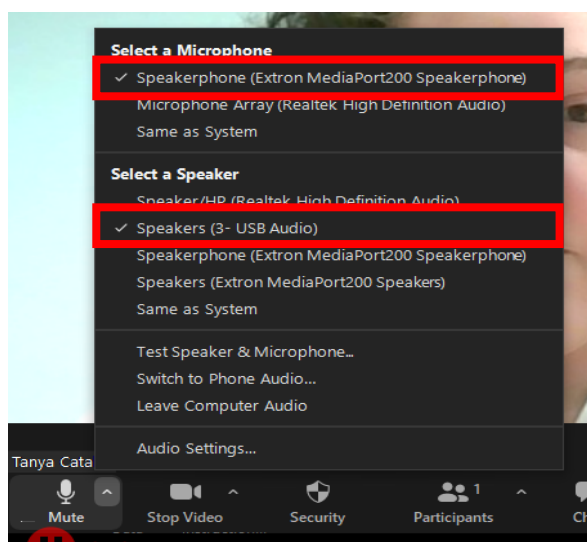 Select a Microphone
✓ Speakerphone (Extron MediaPort200 Speakerphone)
Microphone Array (Realtek High Definition Audio)
Same as System
Select a Speaker
Speaker/HP (Realtek High Definition Audio)
✓ Speakers (3- USB Audio)
Speakerphone (Extron MediaPort200 Speakerphone)
Speakers (Extron MediaPort200 Speakers)
Same as System
Test Speaker & Microphone...
Switch to Phone Audio...
Leave Computer Audio
Audio Settings...
Tanya Cata
1
Mute Stop Video Security Participants Ch